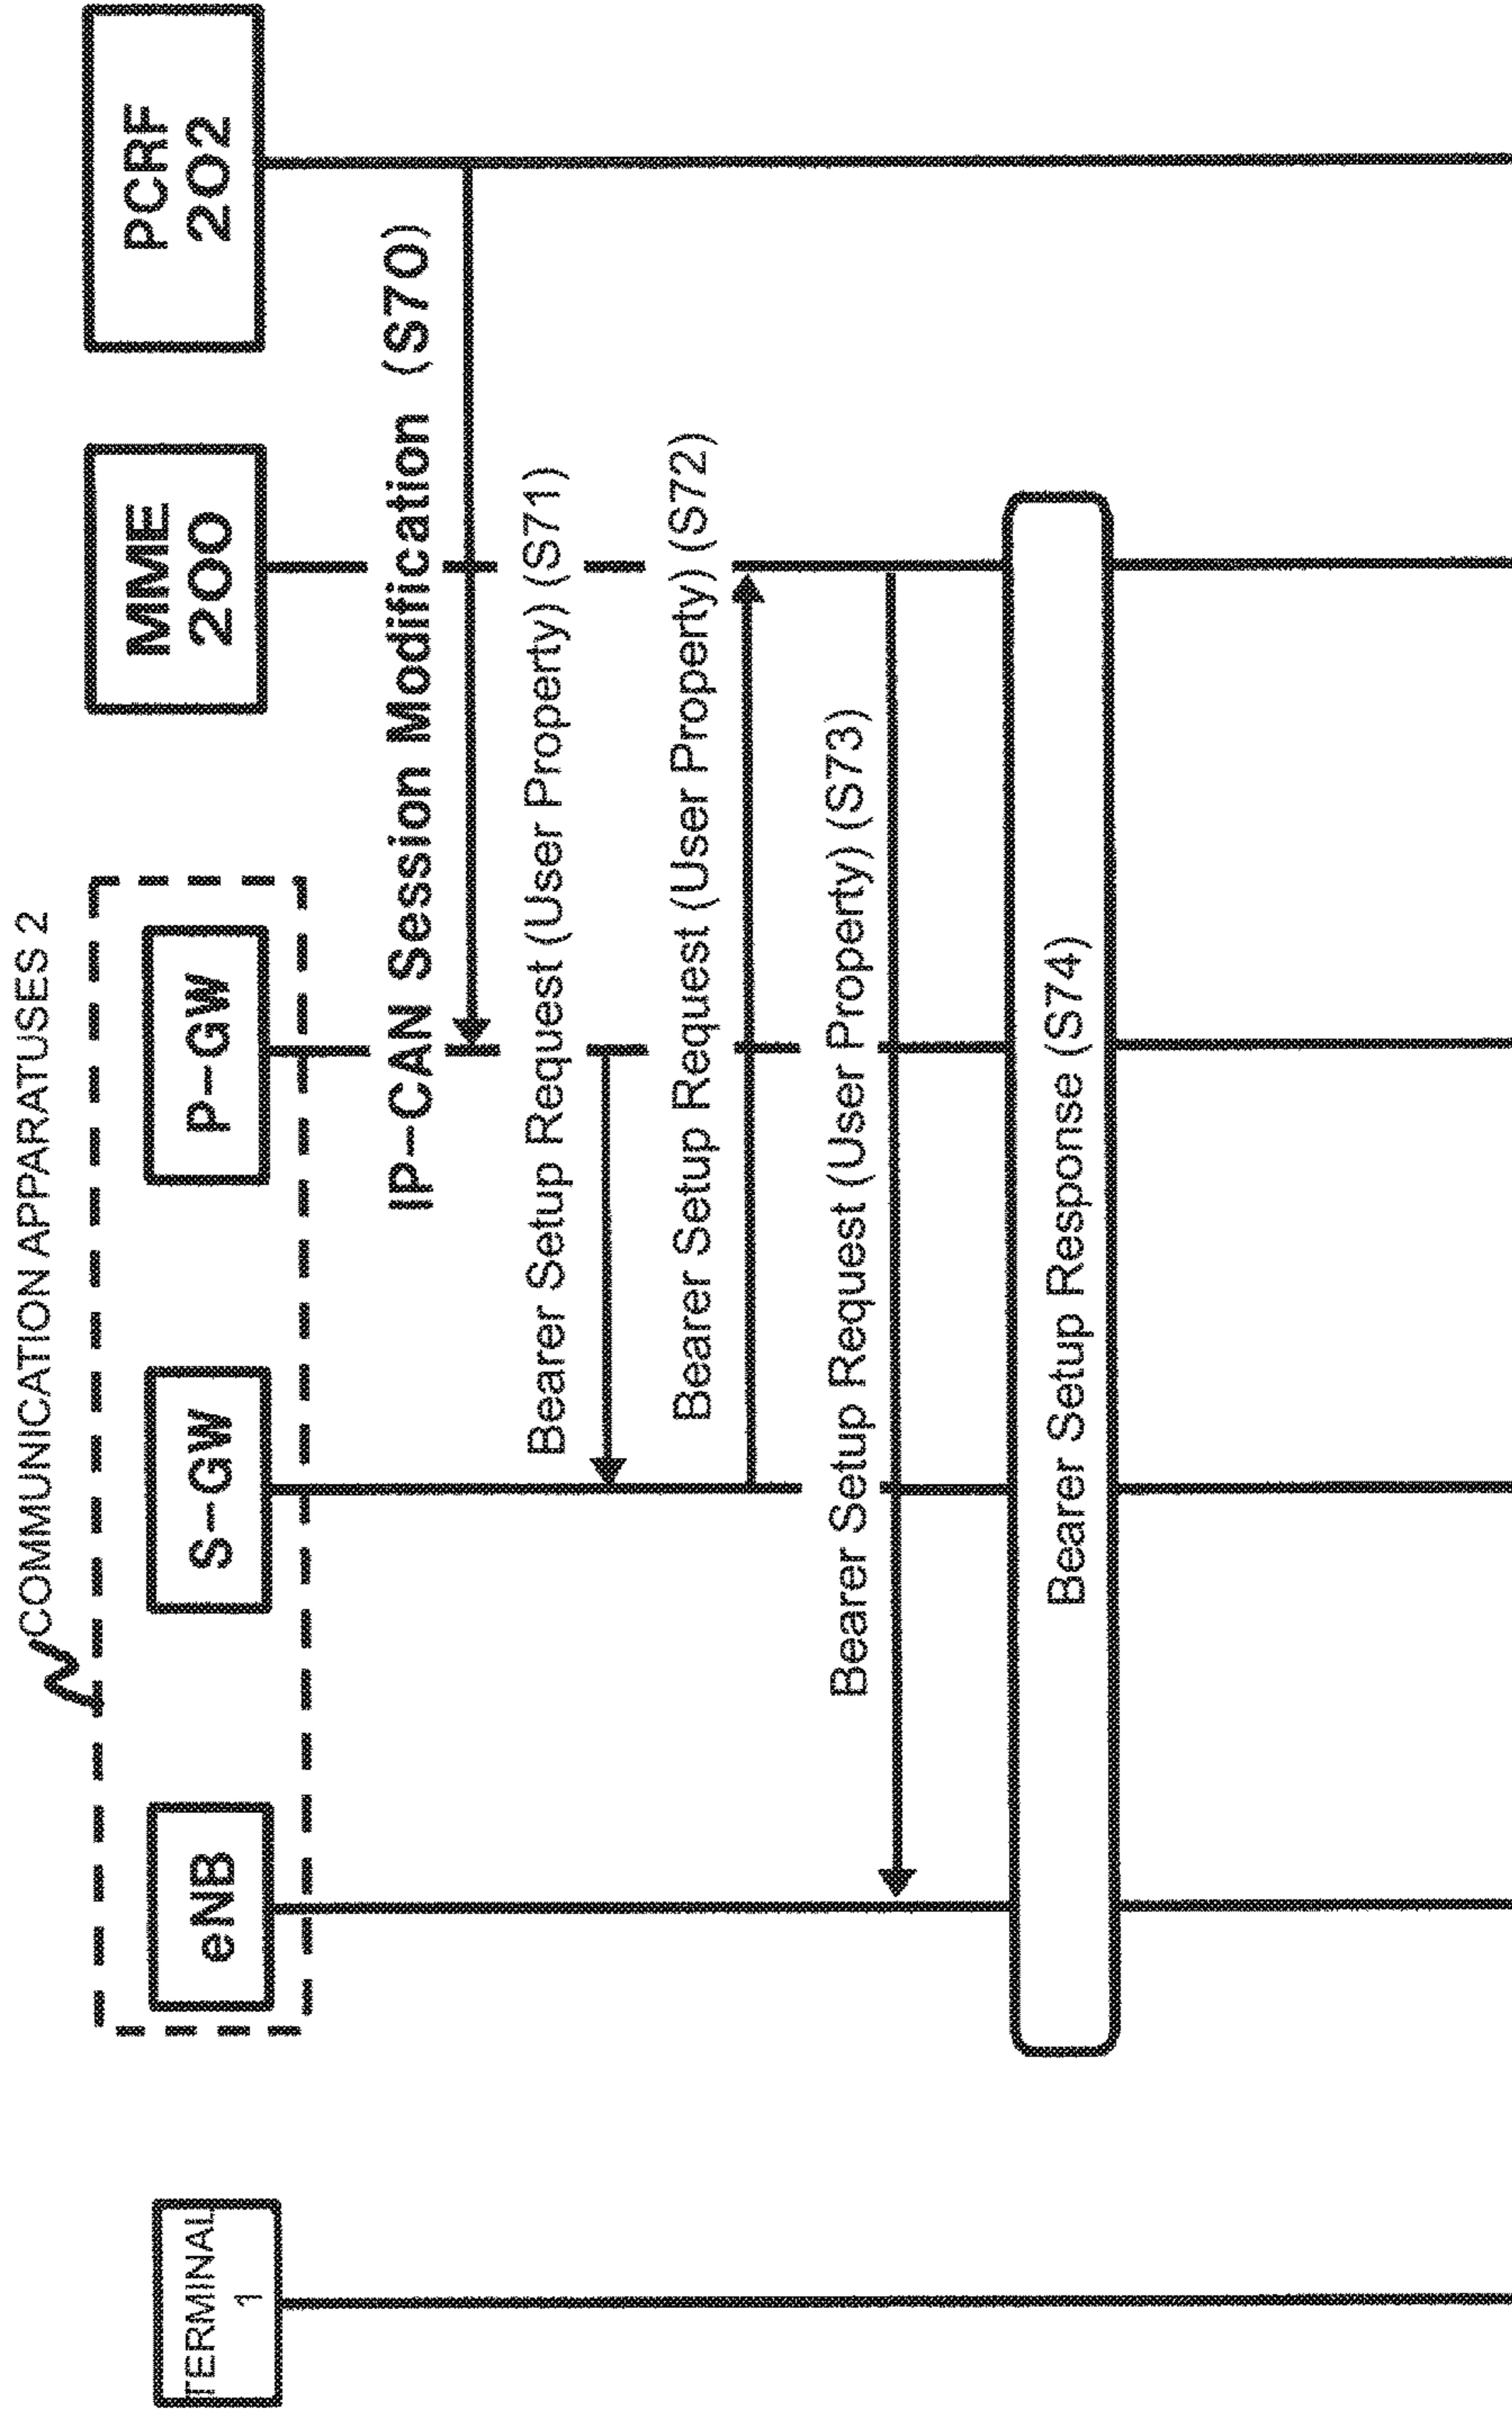 COMMUNICATION APPARATUSES 2
TERMINAL
1
eNB
S-GW
P-GW
MME
200
PCRF
202
IP-CAN Session Modification (S70)
Bearer Setup Request (User Property) (S71)
Bearer Setup Request (User Property) (S72)
Bearer Setup Request (User Property) (S73)
Bearer Setup Response (S74)